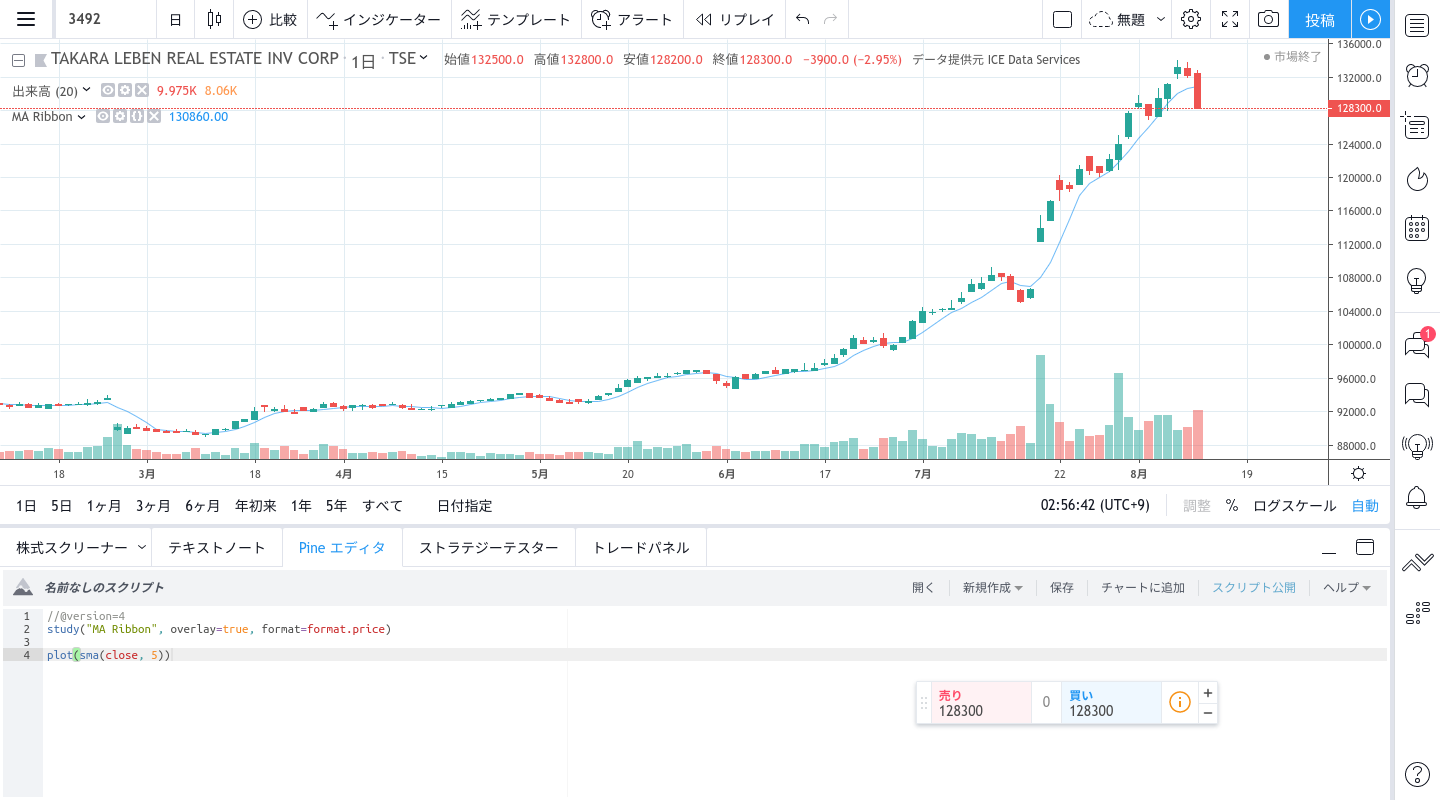 3492 日 比較 インジケーター テンプレート アラート リプレイ 無題 投稿
TAKARA LEBEN REAL ESTATE INV CORP · 1日 · TSE 始値132500.0 高値132800.0 安値128200.0 終値128300.0 −3900.0 (−2.95%) データ提供元 ICE Data Services 市場終了
出来高 (20) 9.975K 8.06K
MA Ribbon 130860.00
136000.0
132000.0
128300.0
124000.0
120000.0
116000.0
112000.0
108000.0
104000.0
100000.0
96000.0
92000.0
88000.0
18 3月 18 4月 15 5月 20 6月 17 7月 22 8月 19
1日 5日 1ヶ月 3ヶ月 6ヶ月 年初来 1年 5年 すべて 日付指定 02:56:42 (UTC+9) 調整 % ログスケール 自動
株式スクリーナー テキストノート Pine エディタ ストラテジーテスター トレードパネル
名前なしのスクリプト 開く 新規作成 保存 チャートに追加 スクリプト公開 ヘルプ
1 //@version=4
2 study("MA Ribbon", overlay=true, format=format.price)
3
4 plot(sma(close, 5))
売り 買い
128300 0 128300
1